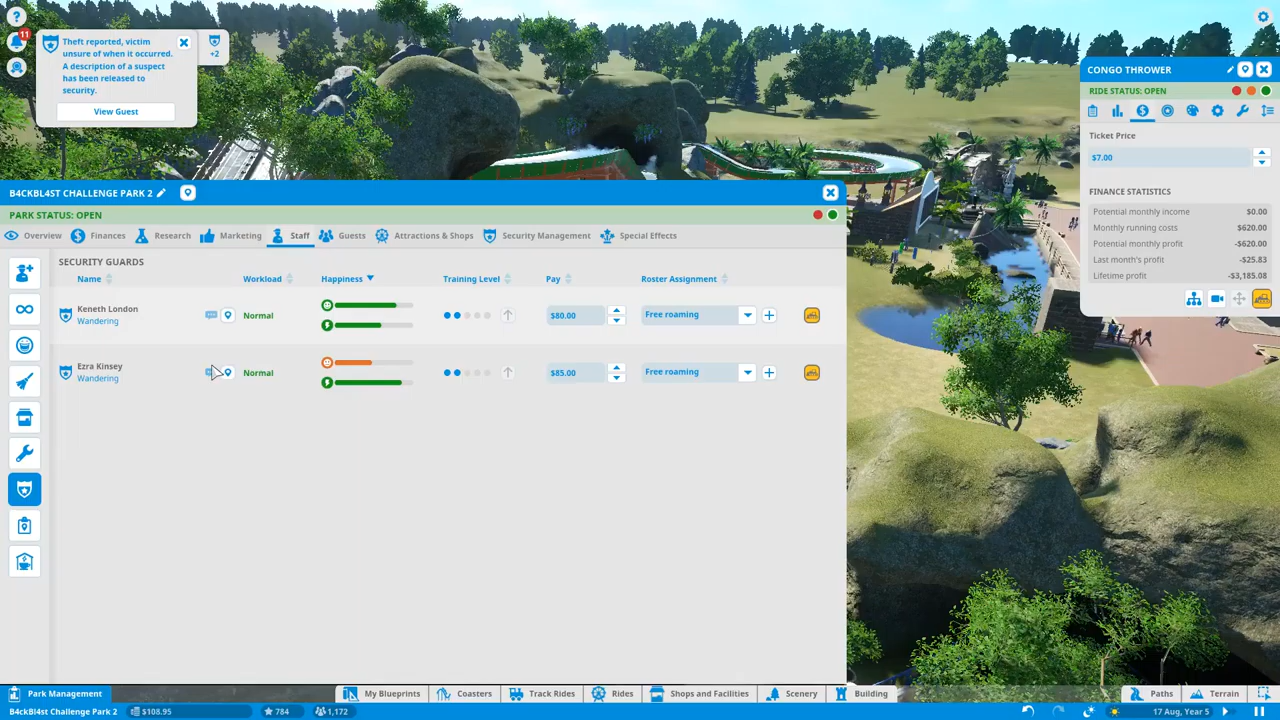 ?
11
Theft reported, victim
unsure of when it occurred.
A description of a suspect
has been released to
security.
View Guest
+2
CONGO THROWER
RIDE STATUS: OPEN
Ticket Price
$7.00
FINANCE STATISTICS
Potential monthly income $0.00
Monthly running costs $620.00
Potential monthly profit -$620.00
Last month's profit -$25.83
Lifetime profit -$3,185.08
B4CKBL4ST CHALLENGE PARK 2
PARK STATUS: OPEN
Overview Finances Research Marketing Staff Guests Attractions & Shops Security Management Special Effects
SECURITY GUARDS
Name Workload Happiness Training Level Pay Roster Assignment
Keneth London
Wandering
Normal $80.00 Free roaming
Ezra Kinsey
Wandering
Normal $85.00 Free roaming
Park Management My Blueprints Coasters Track Rides Rides Shops and Facilities Scenery Building Paths Terrain
B4ckBl4st Challenge Park 2 $108.95 784 1,172 17 Aug, Year 5